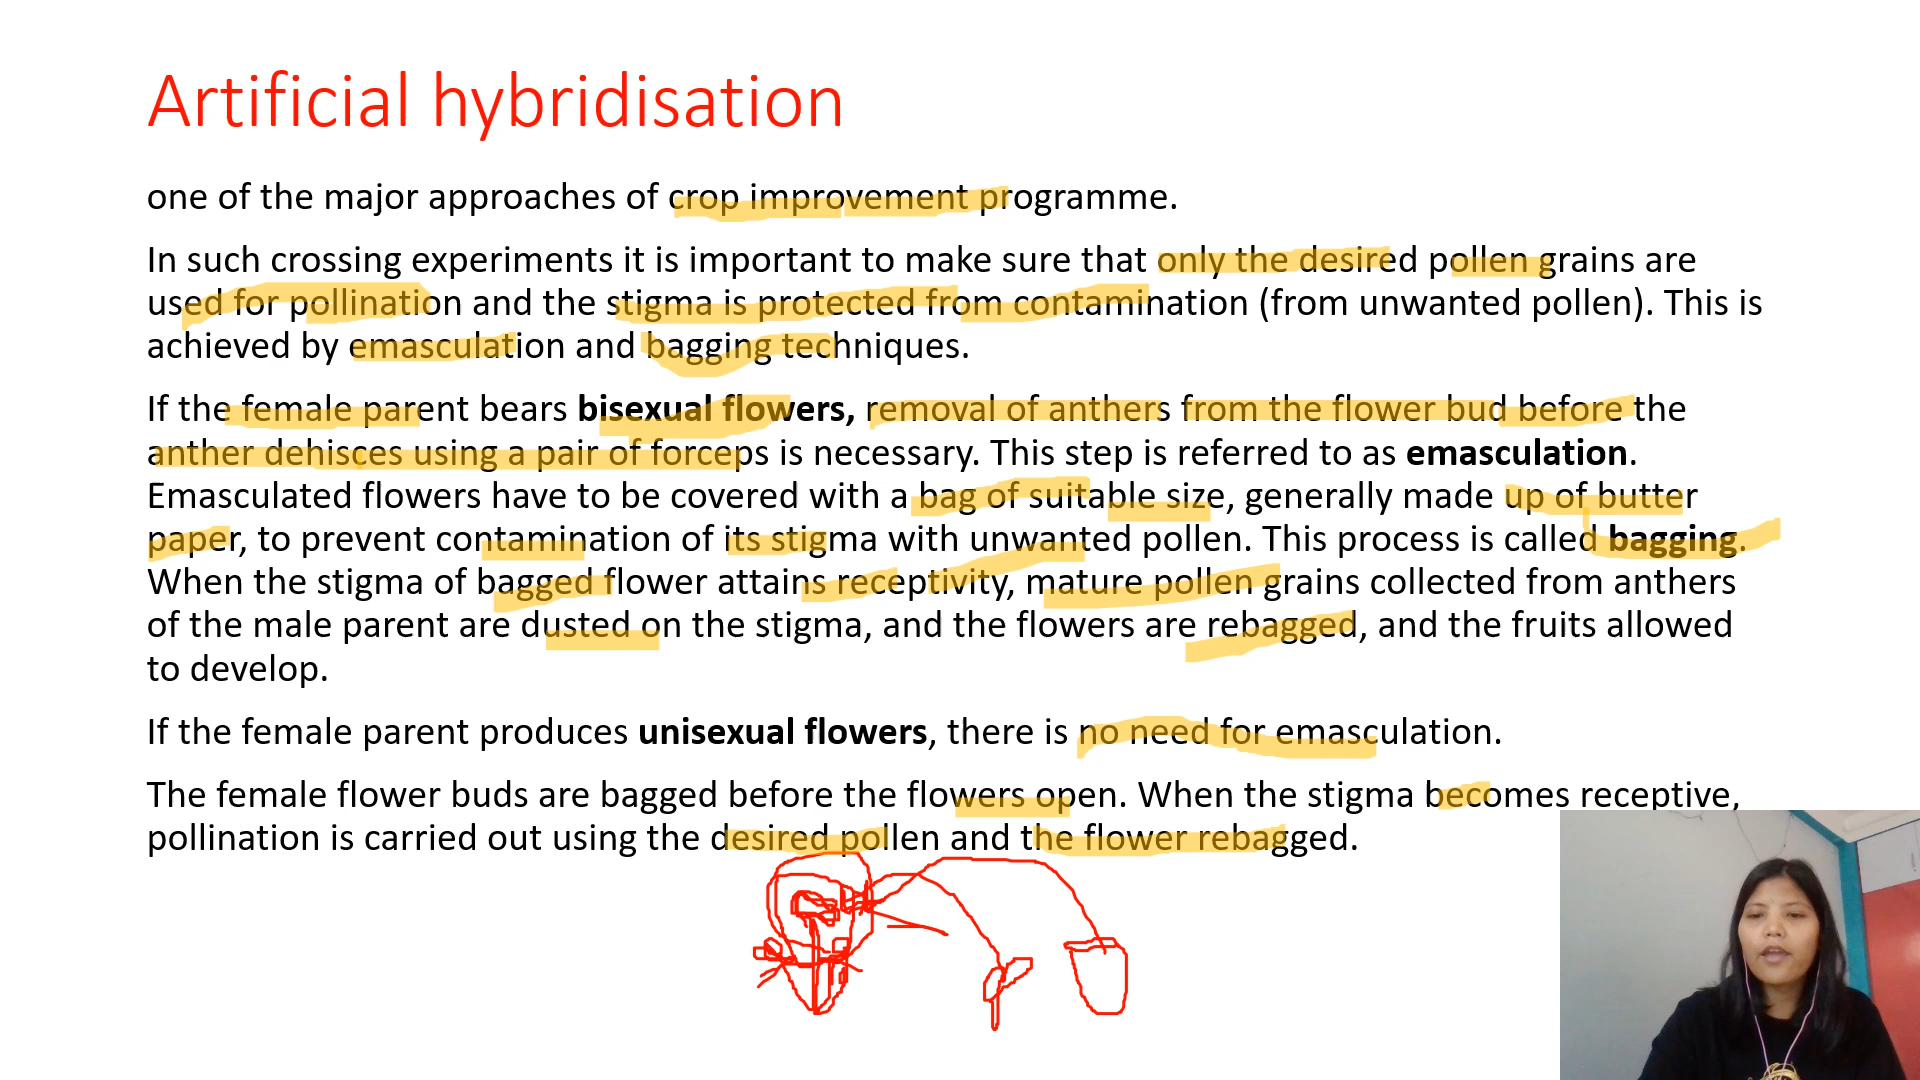 Artificial hybridisation
one of the major approaches of crop improvement programme.
In such crossing experiments it is important to make sure that only the desired pollen grains are
used for pollination and the stigma is protected from contamination (from unwanted pollen). This is
achieved by emasculation and bagging techniques.
If the female parent bears bisexual flowers, removal of anthers from the flower bud before the
anther dehisces using a pair of forceps is necessary. This step is referred to as emasculation.
Emasculated flowers have to be covered with a bag of suitable size, generally made up of butter
paper, to prevent contamination of its stigma with unwanted pollen. This process is called bagging.
When the stigma of bagged flower attains receptivity, mature pollen grains collected from anthers
of the male parent are dusted on the stigma, and the flowers are rebagged, and the fruits allowed
to develop.
If the female parent produces unisexual flowers, there is no need for emasculation.
The female flower buds are bagged before the flowers open. When the stigma becomes receptive,
pollination is carried out using the desired pollen and the flower rebagged.